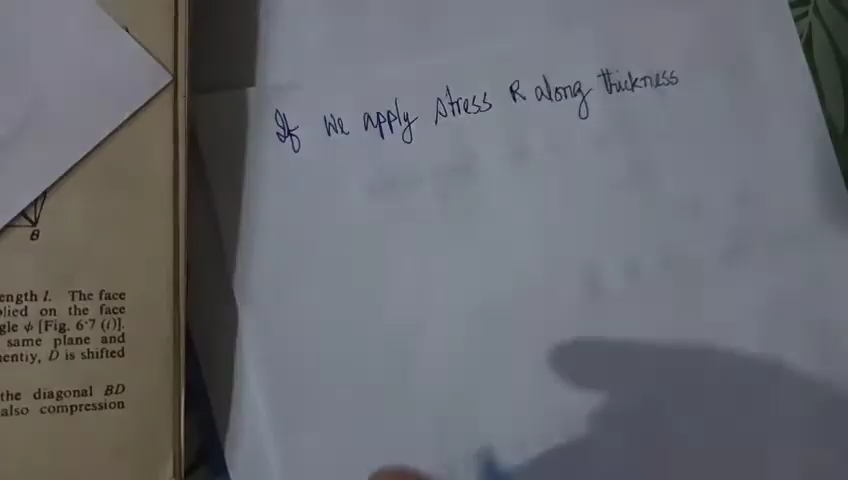 If we apply stress R along thickness
B
ength l. The face
plied on the face
gle φ [Fig. 6·7 (i)].
same plane and
ently, D is shifted
the diagonal BD
also compression